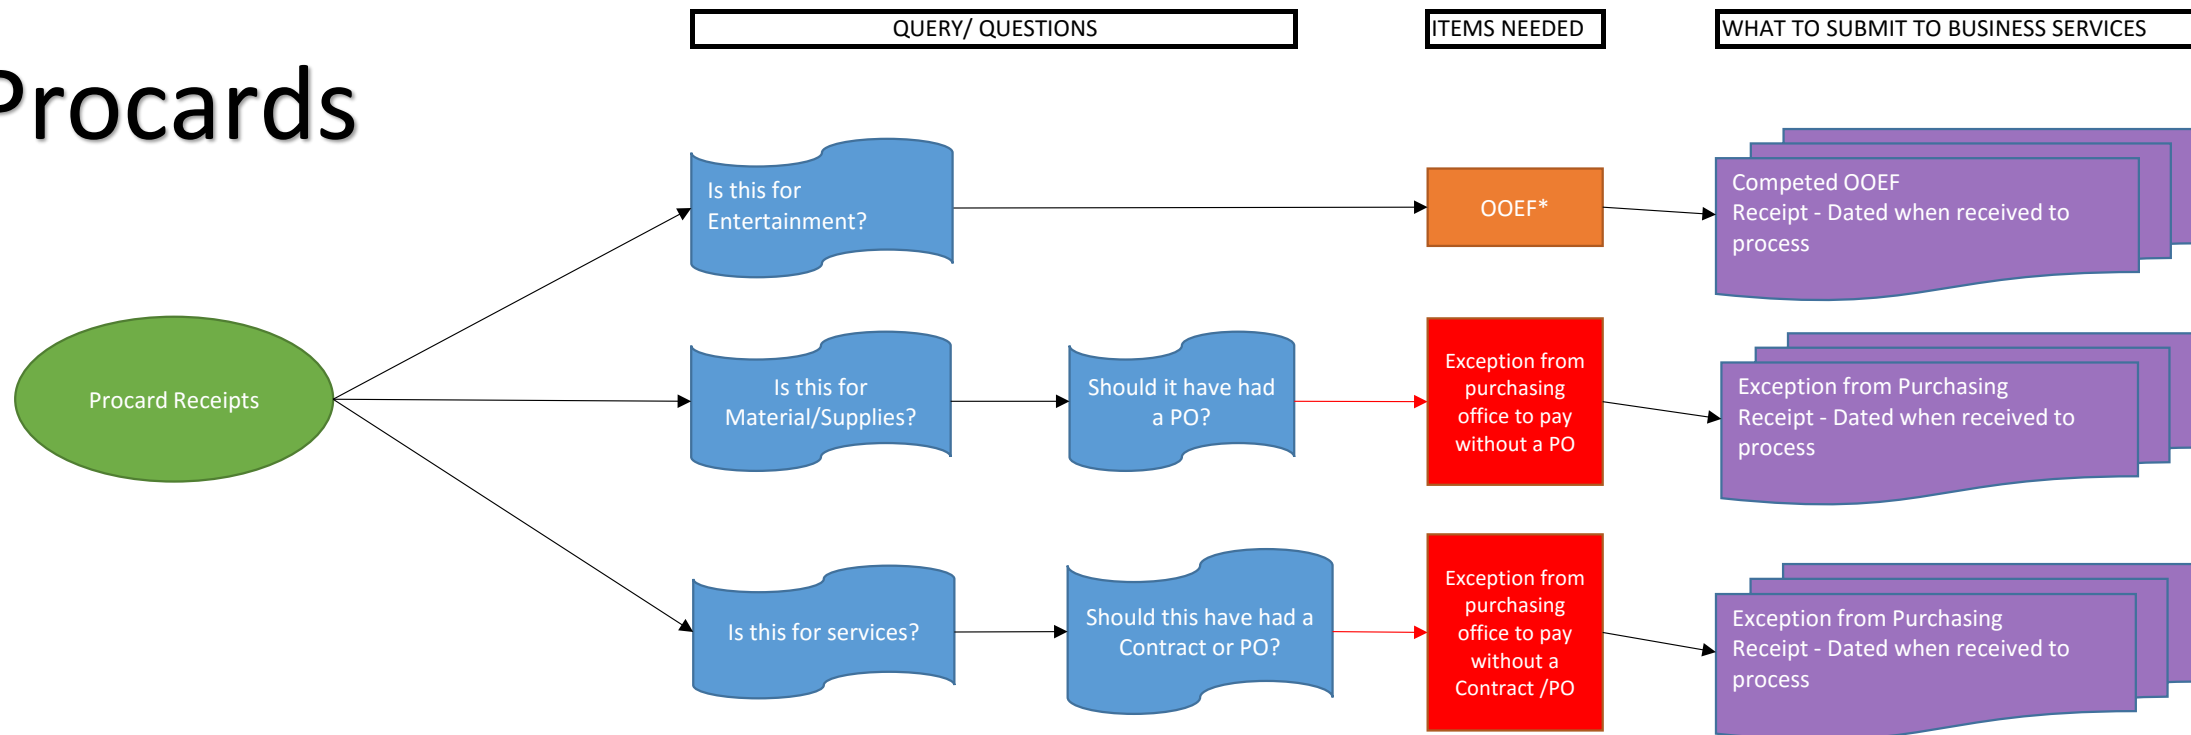 QUERY/ QUESTIONS
ITEMS NEEDED
WHAT TO SUBMIT TO BUSINESS SERVICES
Procards
Is this for
Entertainment?
OOEF*
Competed OOEF
Receipt - Dated when received to
process
Procard Receipts
Is this for
Material/Supplies?
Should it have had
a PO?
Exception from
purchasing
office to pay
without a PO
Exception from Purchasing
Receipt - Dated when received to
process
Is this for services?
Should this have had a
Contract or PO?
Exception from
purchasing
office to pay
without a
Contract /PO
Exception from Purchasing
Receipt - Dated when received to
process